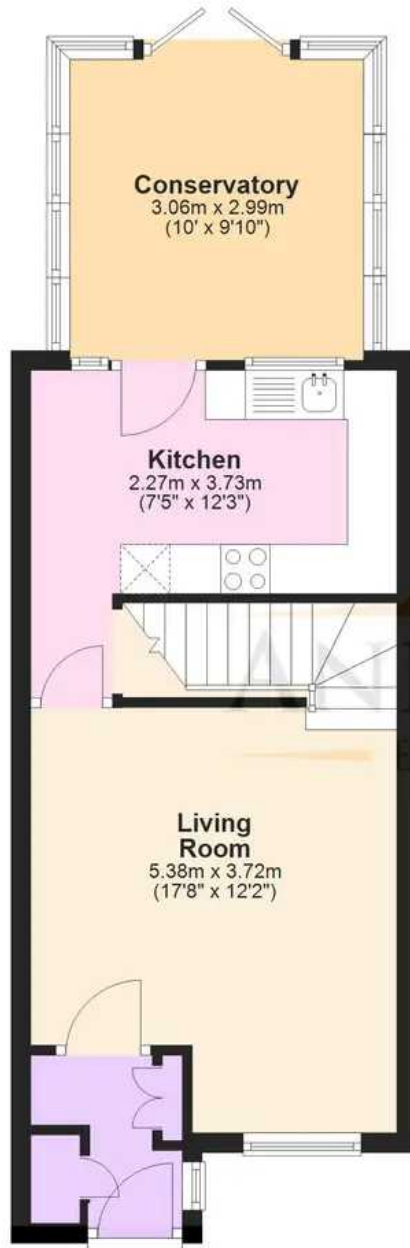 Conservatory
3.06m x 2.99m
(10' x 9'10")
Kitchen
2.27m x 3.73m
(7'5" x 12'3")
AN
Living
Room
5.38m x 3.72m
(17'8" x 12'2")